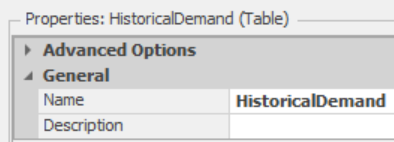 Properties: HistoricalDemand (Table)
Advanced Options
General
Name HistoricalDemand
Description